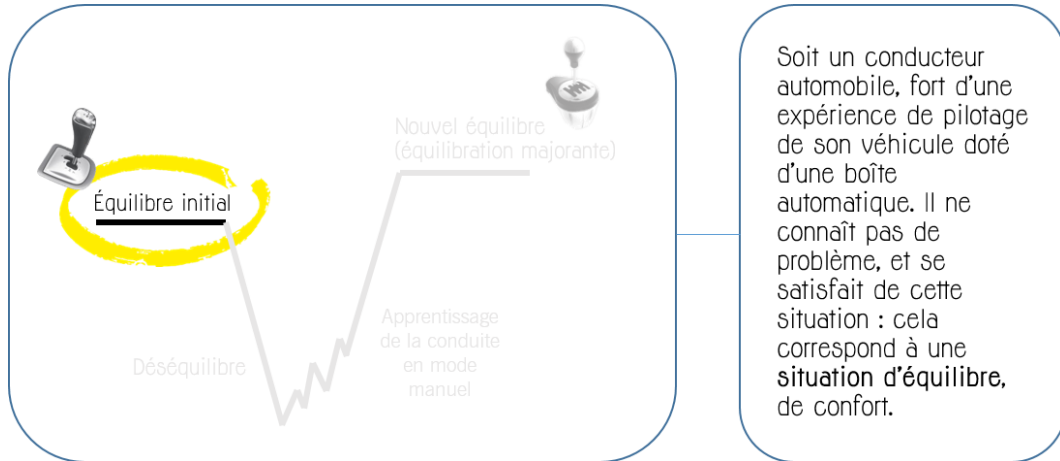 Nouvel équilibre
(équilibration majorante)
Équilibre initial
Apprentissage
de la conduite
en mode
manuel
Déséquilibre
Soit un conducteur
automobile, fort d'une
expérience de pilotage
de son véhicule doté
d'une boîte
automatique. Il ne
connaît pas de
problème, et se
satisfait de cette
situation : cela
correspond à une
situation d'équilibre,
de confort.